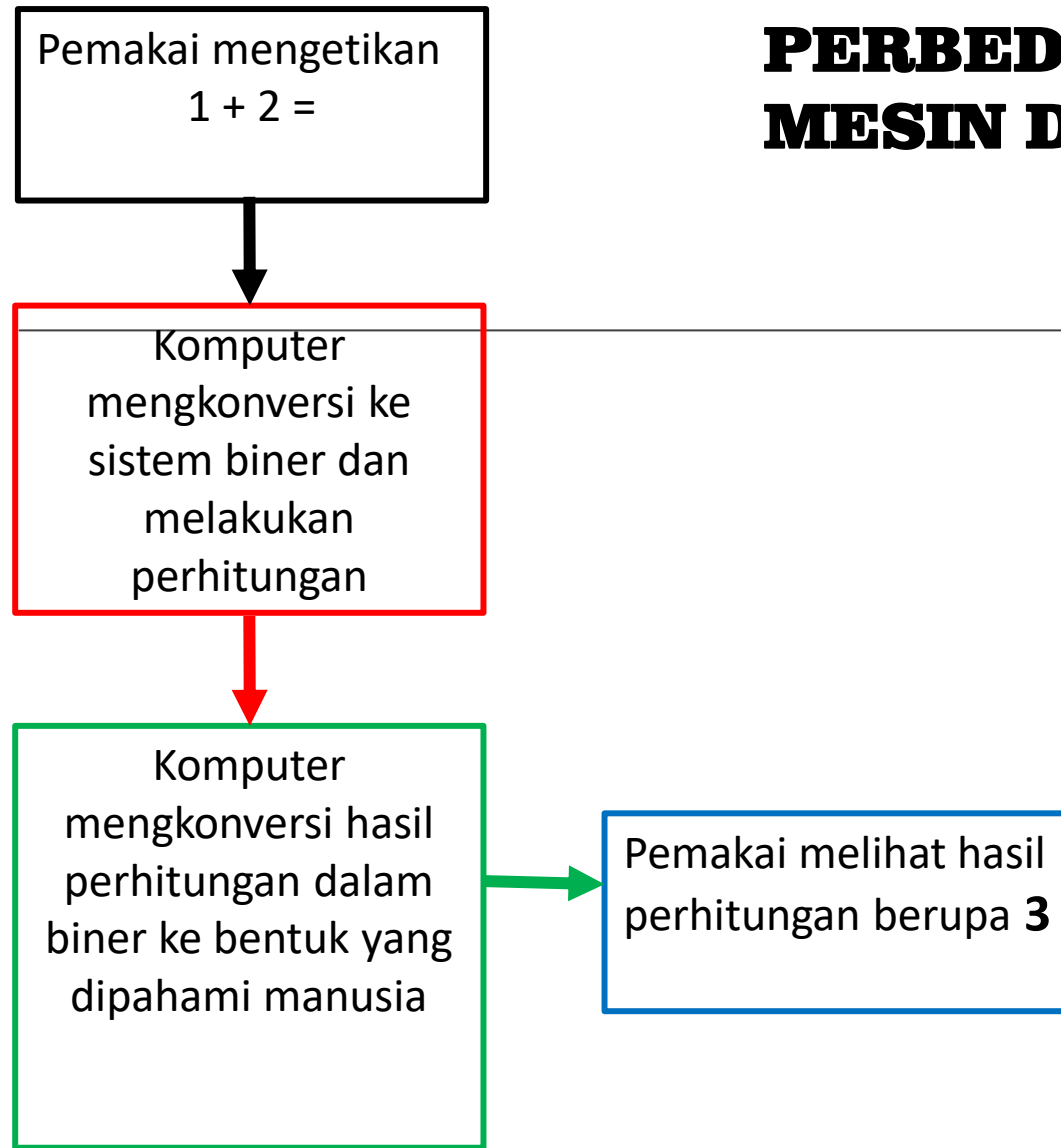 Pemakai mengetikan
1 + 2 =
PERBED
MESIN D
Komputer
mengkonversi ke
sistem biner dan
melakukan
perhitungan
Komputer
mengkonversi hasil
perhitungan dalam
biner ke bentuk yang
dipahami manusia
Pemakai melihat hasil
perhitungan berupa 3